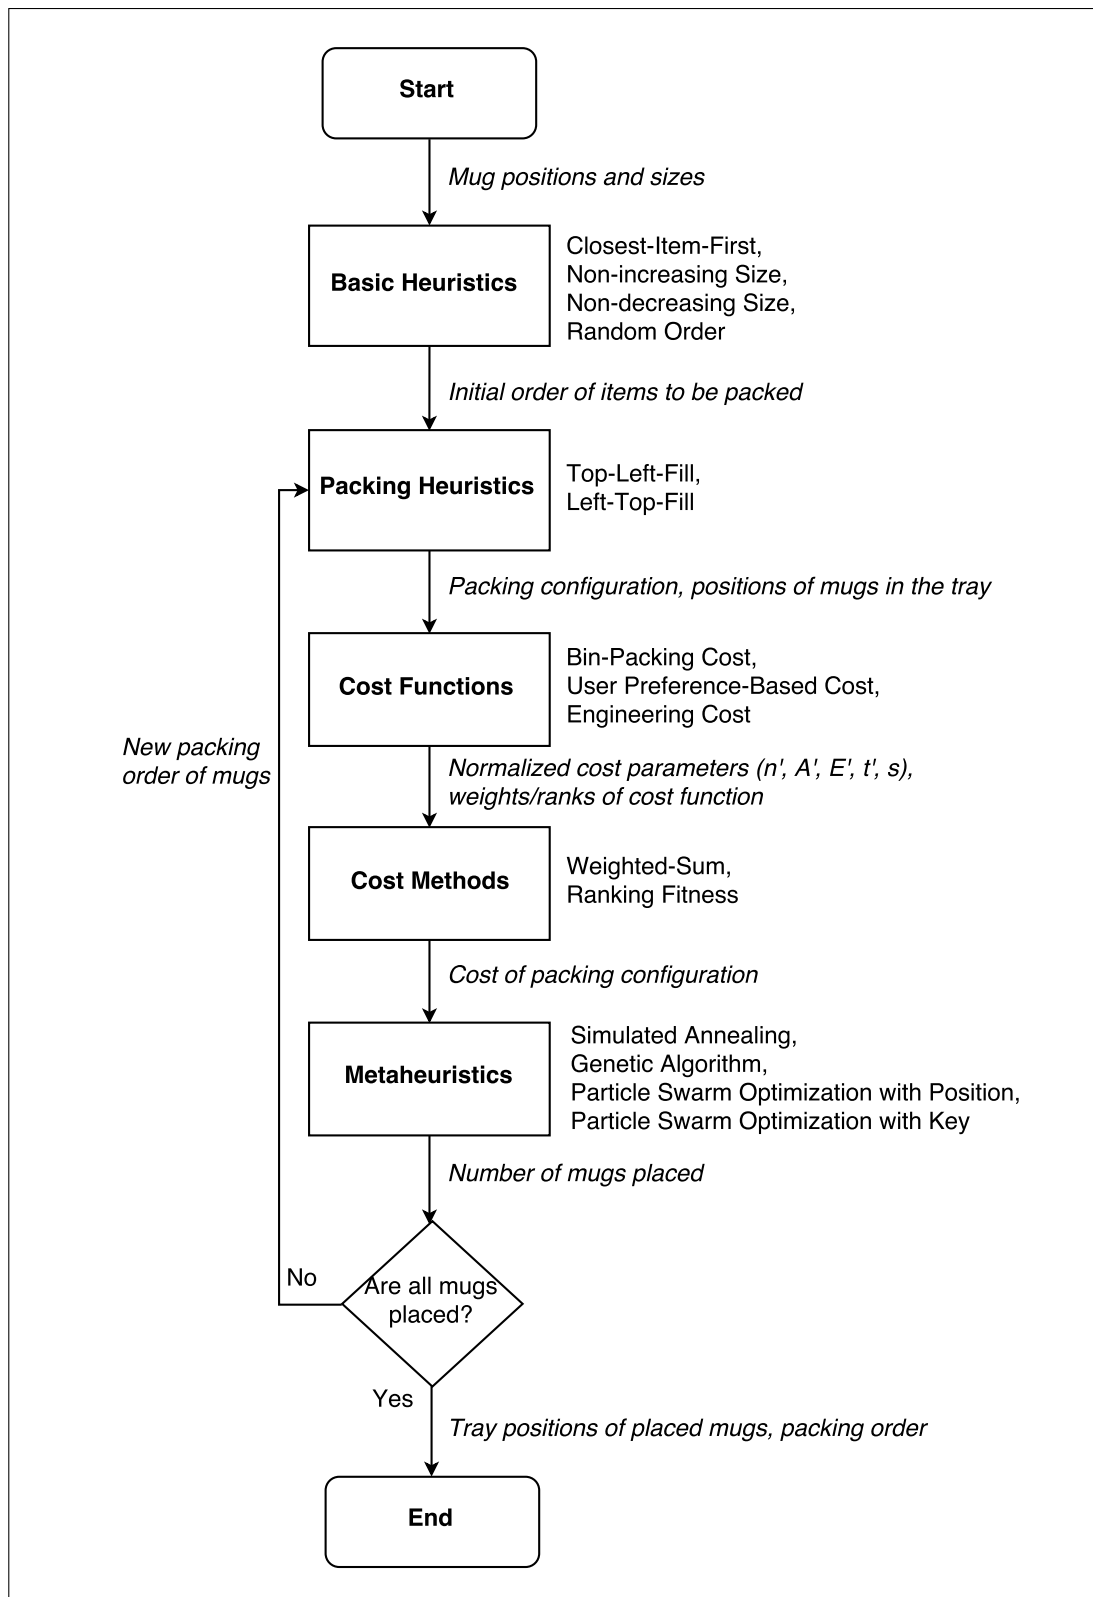 Start
Mug positions and sizes
Basic Heuristics
Closest-Item-First,
Non-increasing Size,
Non-decreasing Size,
Random Order
Initial order of items to be packed
Packing Heuristics
Top-Left-Fill,
Left-Top-Fill
Packing configuration, positions of mugs in the tray
Cost Functions
Bin-Packing Cost,
User Preference-Based Cost,
Engineering Cost
New packing
order of mugs
Normalized cost parameters (n', A', E', t', s),
weights/ranks of cost function
Cost Methods
Weighted-Sum,
Ranking Fitness
Cost of packing configuration
Metaheuristics
Simulated Annealing,
Genetic Algorithm,
Particle Swarm Optimization with Position,
Particle Swarm Optimization with Key
Number of mugs placed
No
Are all mugs
placed?
Yes
Tray positions of placed mugs, packing order
End